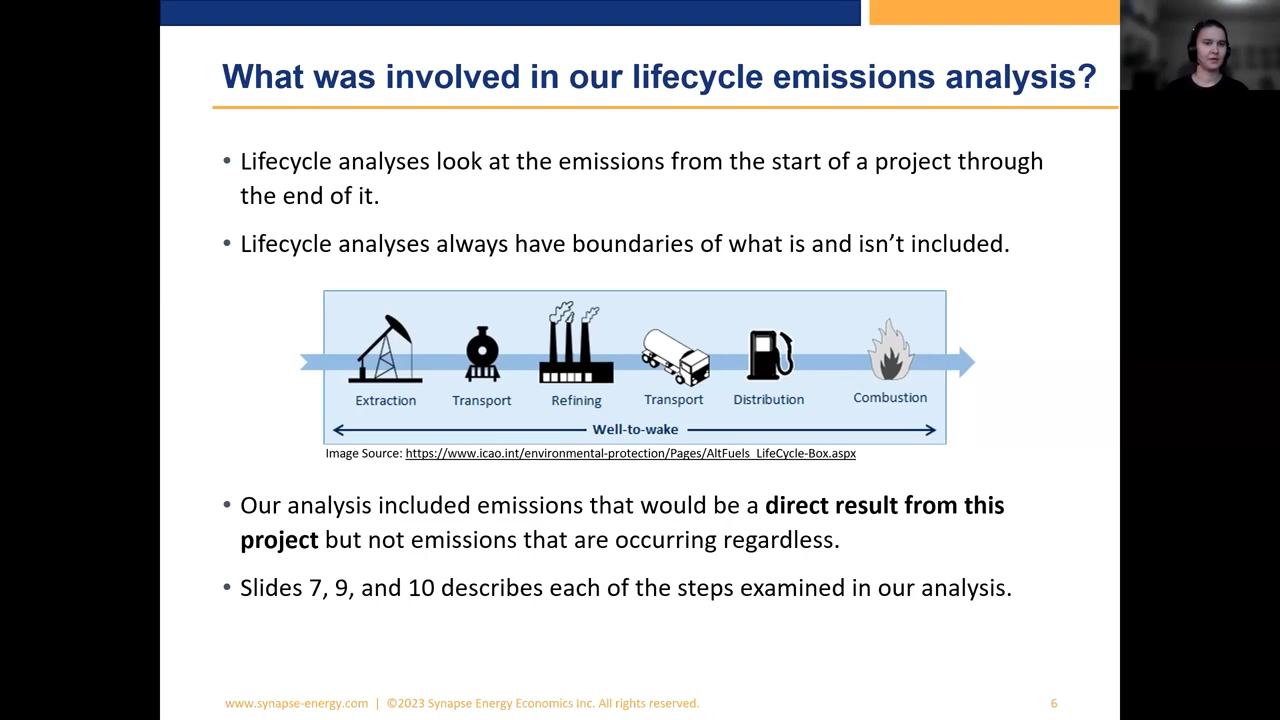 What was involved in our lifecycle emissions analysis?
• Lifecycle analyses look at the emissions from the start of a project through
the end of it.
• Lifecycle analyses always have boundaries of what is and isn’t included.
Extraction Transport Refining Transport Distribution Combustion
Well-to-wake
Image Source: https://www.icao.int/environmental-protection/Pages/AltFuels_LifeCycle-Box.aspx
• Our analysis included emissions that would be a direct result from this
project but not emissions that are occurring regardless.
• Slides 7, 9, and 10 describes each of the steps examined in our analysis.
www.synapse-energy.com | ©2023 Synapse Energy Economics Inc. All rights reserved. 6